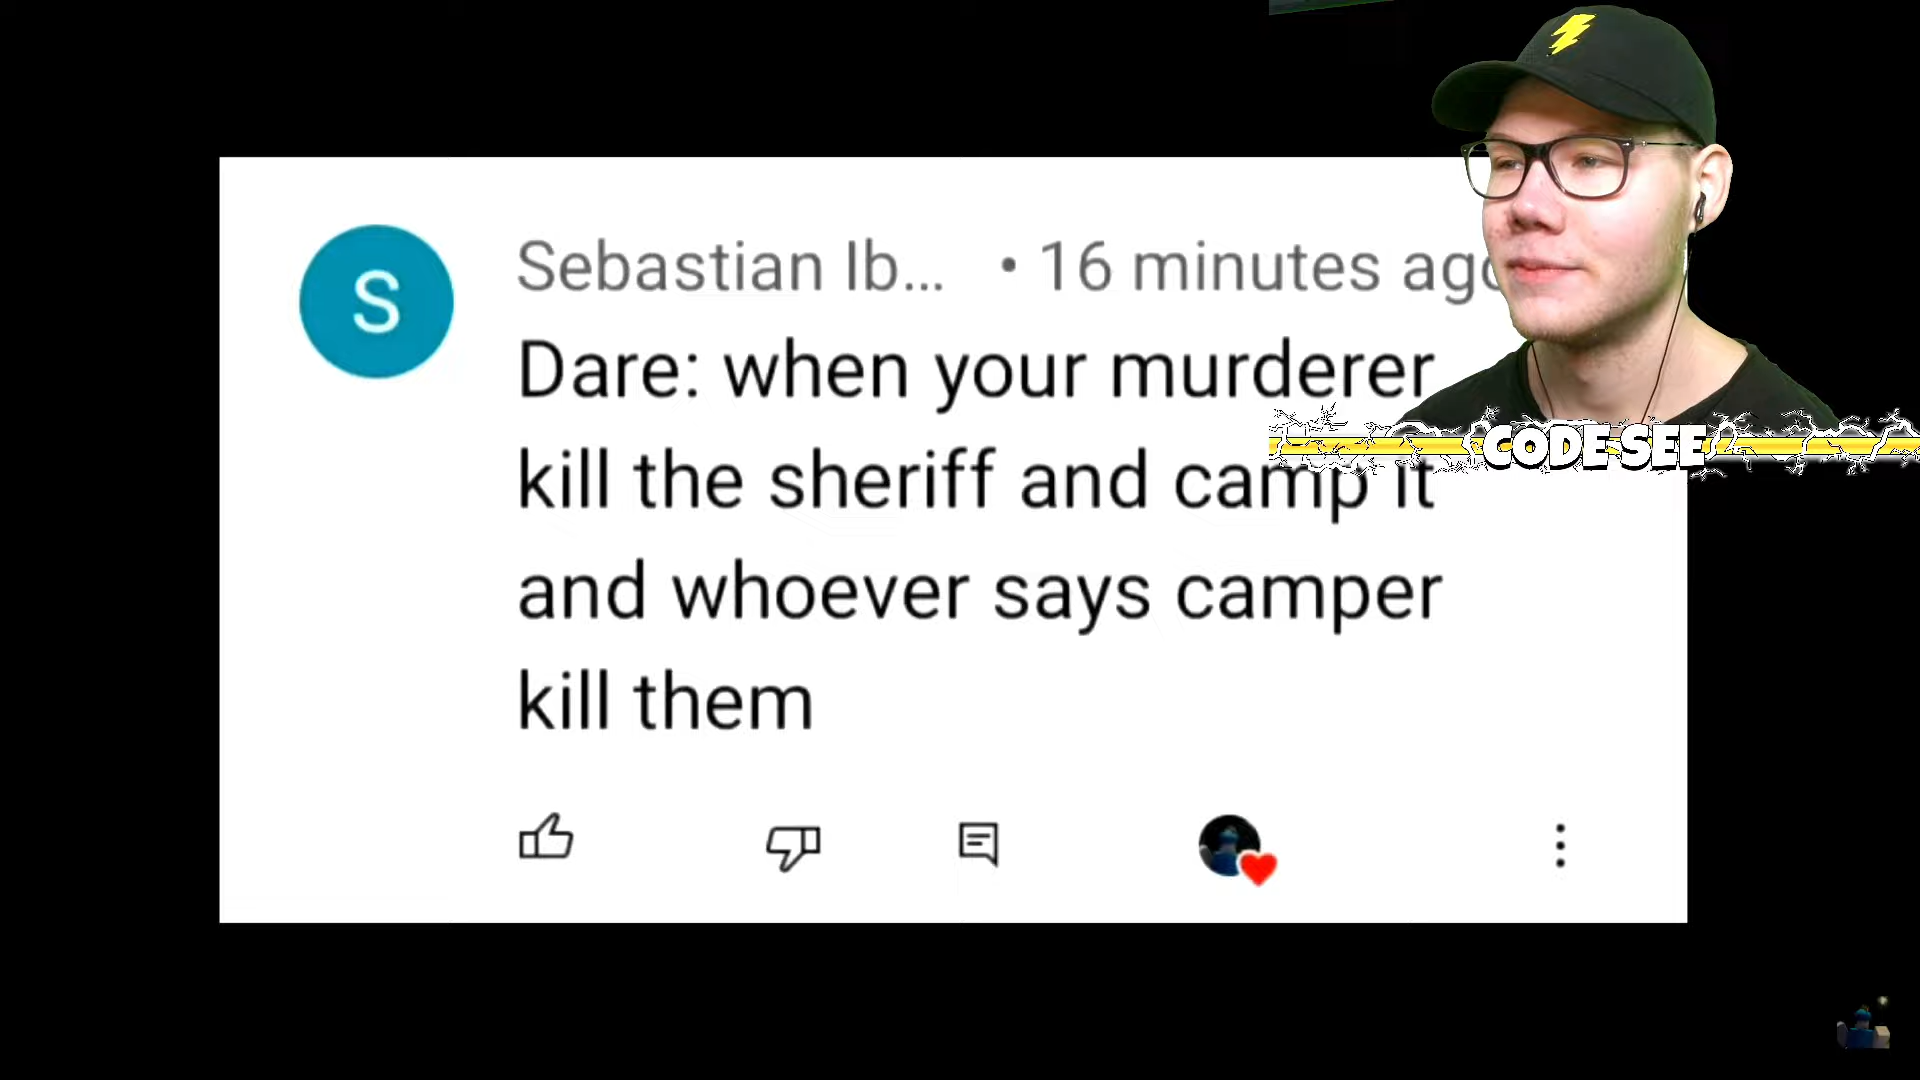 S
Sebastian Ib... • 16 minutes ago
Dare: when your murderer
kill the sheriff and camp it
and whoever says camper
kill them
CODE SEE